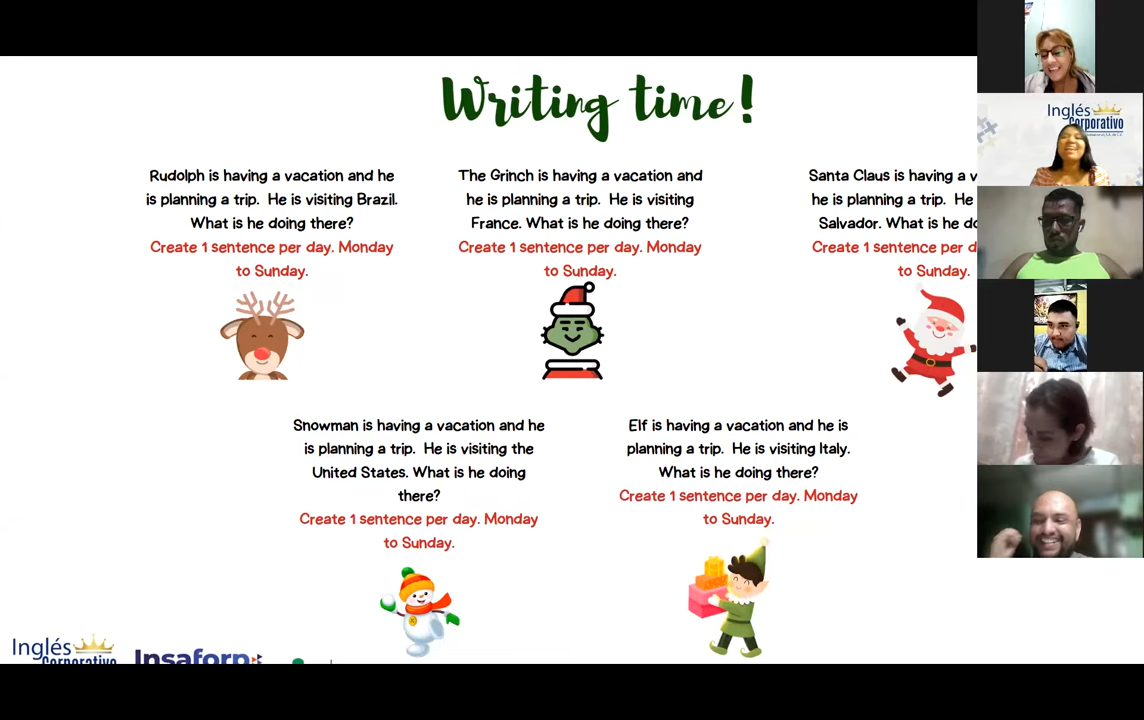 Writing time!
Rudolph is having a vacation and he
is planning a trip. He is visiting Brazil.
What is he doing there?
Create 1 sentence per day. Monday
to Sunday.
The Grinch is having a vacation and
he is planning a trip. He is visiting
France. What is he doing there?
Create 1 sentence per day. Monday
to Sunday.
Santa Claus is having a
he is planning a trip. He
Salvador. What is he
Create 1 sentence per
to Sunday.
Snowman is having a vacation and he
is planning a trip. He is visiting the
United States. What is he doing
there?
Create 1 sentence per day. Monday
to Sunday.
Elf is having a vacation and he is
planning a trip. He is visiting Italy.
What is he doing there?
Create 1 sentence per day. Monday
to Sunday.
Inglés
Corporativo
Insaforp
Inglés
Corporativo